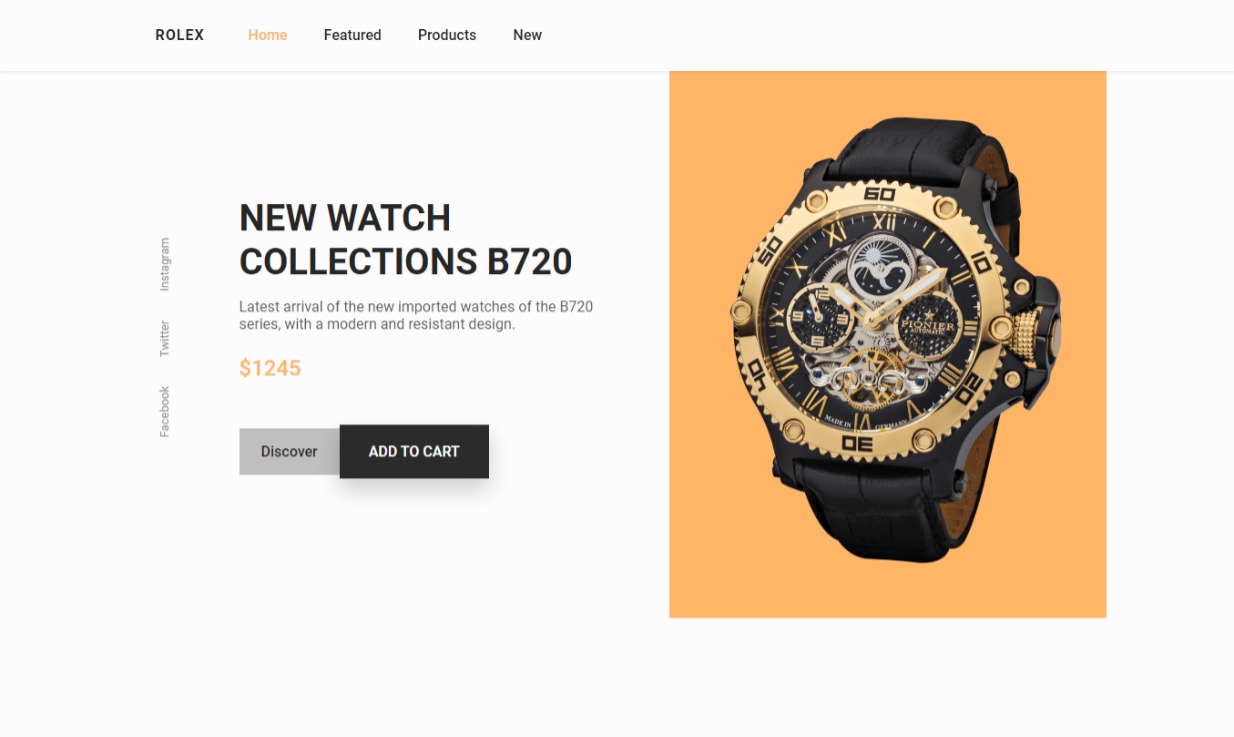 ROLEX Home Featured Products New
Instagram
Twitter
Facebook
NEW WATCH
COLLECTIONS B720
Latest arrival of the new imported watches of the B720
series, with a modern and resistant design.
$1245
Discover ADD TO CART
60
10
20
30
40
50
XII
PIONIER
AUTOMATIC
MADE IN GERMANY